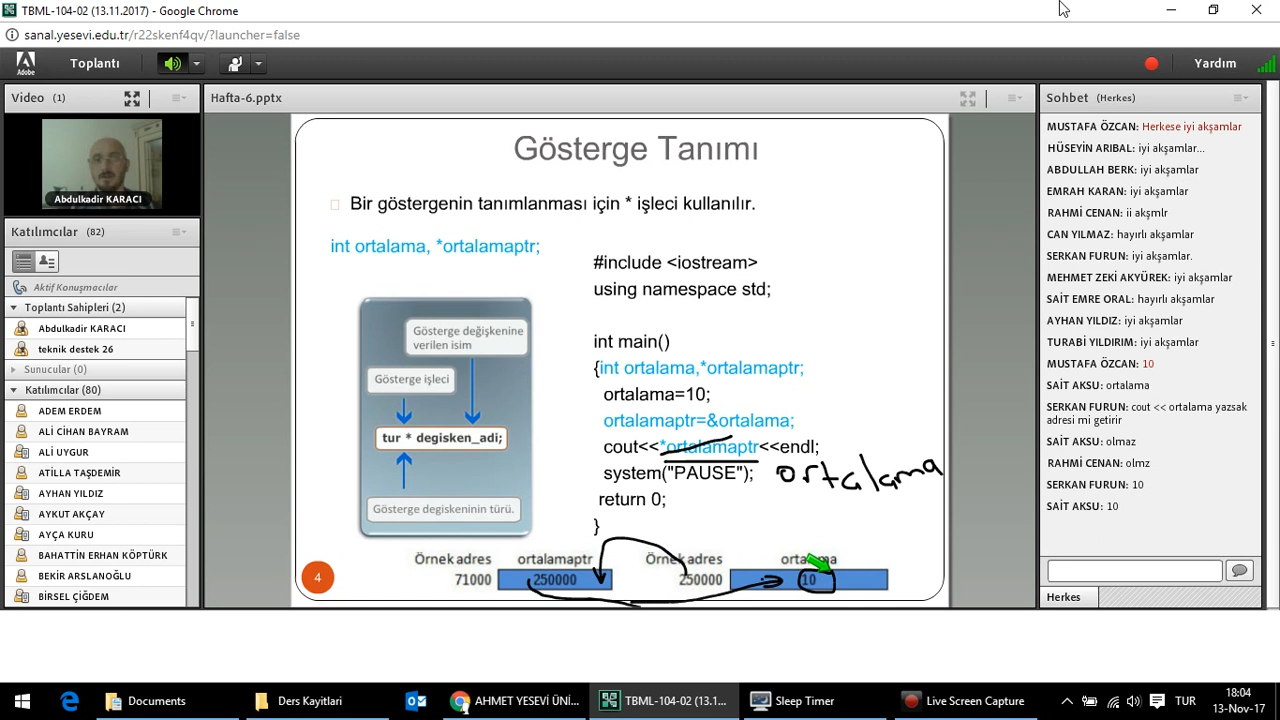 TBML-104-02 (13.11.2017) - Google Chrome
sanal.yesevi.edu.tr/r22skenf4qv/?launcher=false
Adobe
Toplantı
Yardım
Video (1)
Abdulkadir KARACI
Katılımcılar (82)
Aktif Konuşmacılar
Toplantı Sahipleri (2)
Abdulkadir KARACI
teknik destek 26
Sunucular (0)
Katılımcılar (80)
ADEM ERDEM
ALİ CİHAN BAYRAM
ALİ UYGUR
ATİLLA TAŞDEMİR
AYHAN YILDIZ
AYKUT AKÇAY
AYÇA KURU
BAHATTİN ERHAN KÖPTÜRK
BEKİR ARSLANOĞLU
BİRSEL ÇİĞDEM
Hafta-6.pptx
Gösterge Tanımı
Bir göstergenin tanımlanması için * işleci kullanılır.
int ortalama, *ortalamaptr;
Gösterge değişkenine
verilen isim
Gösterge işleci
tur * degisken_adi;
Gösterge degiskeninin türü.
#include <iostream>
using namespace std;
int main()
{int ortalama,*ortalamaptr;
ortalama=10;
ortalamaptr=&ortalama;
cout<<*ortalamaptr<<endl;
system("PAUSE");
ortalama
return 0;
}
Örnek adres ortalamaptr Örnek adres ortalama
71000 250000 250000 10
4
Sohbet (Herkes)
MUSTAFA ÖZCAN: Herkese iyi akşamlar
HÜSEYİN ARIBAL: iyi akşamlar...
ABDULLAH BERK: iyi akşamlar
EMRAH KARAN: iyi akşmlar
RAHMİ CENAN: ii akşmlr
CAN YILMAZ: hayırlı akşamlar
SERKAN FURUN: iyi akşamlar.
MEHMET ZEKİ AKYÜREK: iyi akşamlar
SAİT EMRE ORAL: hayırlı akşamlar
AYHAN YILDIZ: iyi akşamlar
TURABİ YILDIRIM: iyi akşamlar
MUSTAFA ÖZCAN: 10
SAİT AKSU: ortalama
SERKAN FURUN: cout << ortalama yazsak
adresi mi getirir
SAİT AKSU: olmaz
RAHMİ CENAN: olmz
SERKAN FURUN: 10
SAİT AKSU: 10
Herkes
Documents
Ders Kayitlari
AHMET YESEVİ ÜNİ...
TBML-104-02 (13.1...
Sleep Timer
Live Screen Capture
TUR
18:04
13-Nov-17